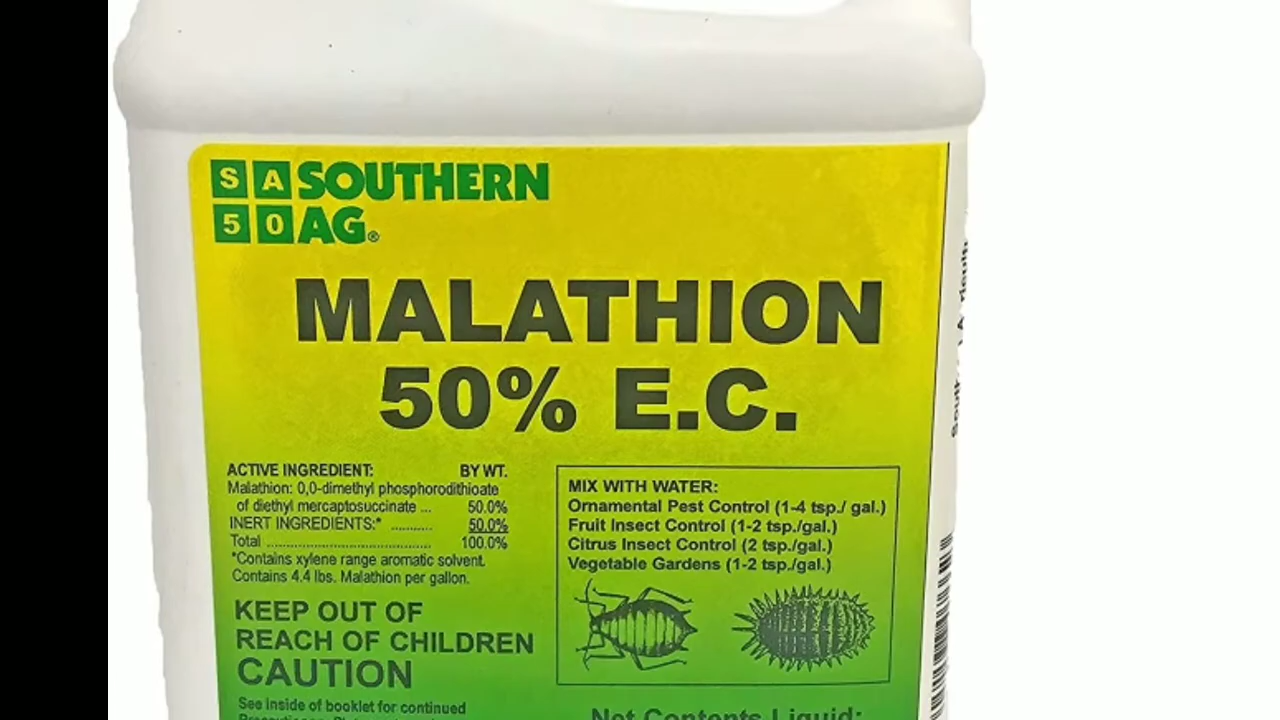 SA SOUTHERN
50 AG®
MALATHION
50% E.C.
ACTIVE INGREDIENT: BY WT.
Malathion: 0,0-dimethyl phosphorodithioate
of diethyl mercaptosuccinate ... 50.0%
INERT INGREDIENTS:* .......... 50.0%
Total ........................................ 100.0%
*Contains xylene range aromatic solvent.
Contains 4.4 lbs. Malathion per gallon.
KEEP OUT OF
REACH OF CHILDREN
CAUTION
See inside of booklet for continued
MIX WITH WATER:
Ornamental Pest Control (1-4 tsp./ gal.)
Fruit Insect Control (1-2 tsp./gal.)
Citrus Insect Control (2 tsp./gal.)
Vegetable Gardens (1-2 tsp./gal.)
Net Contents Liquid: